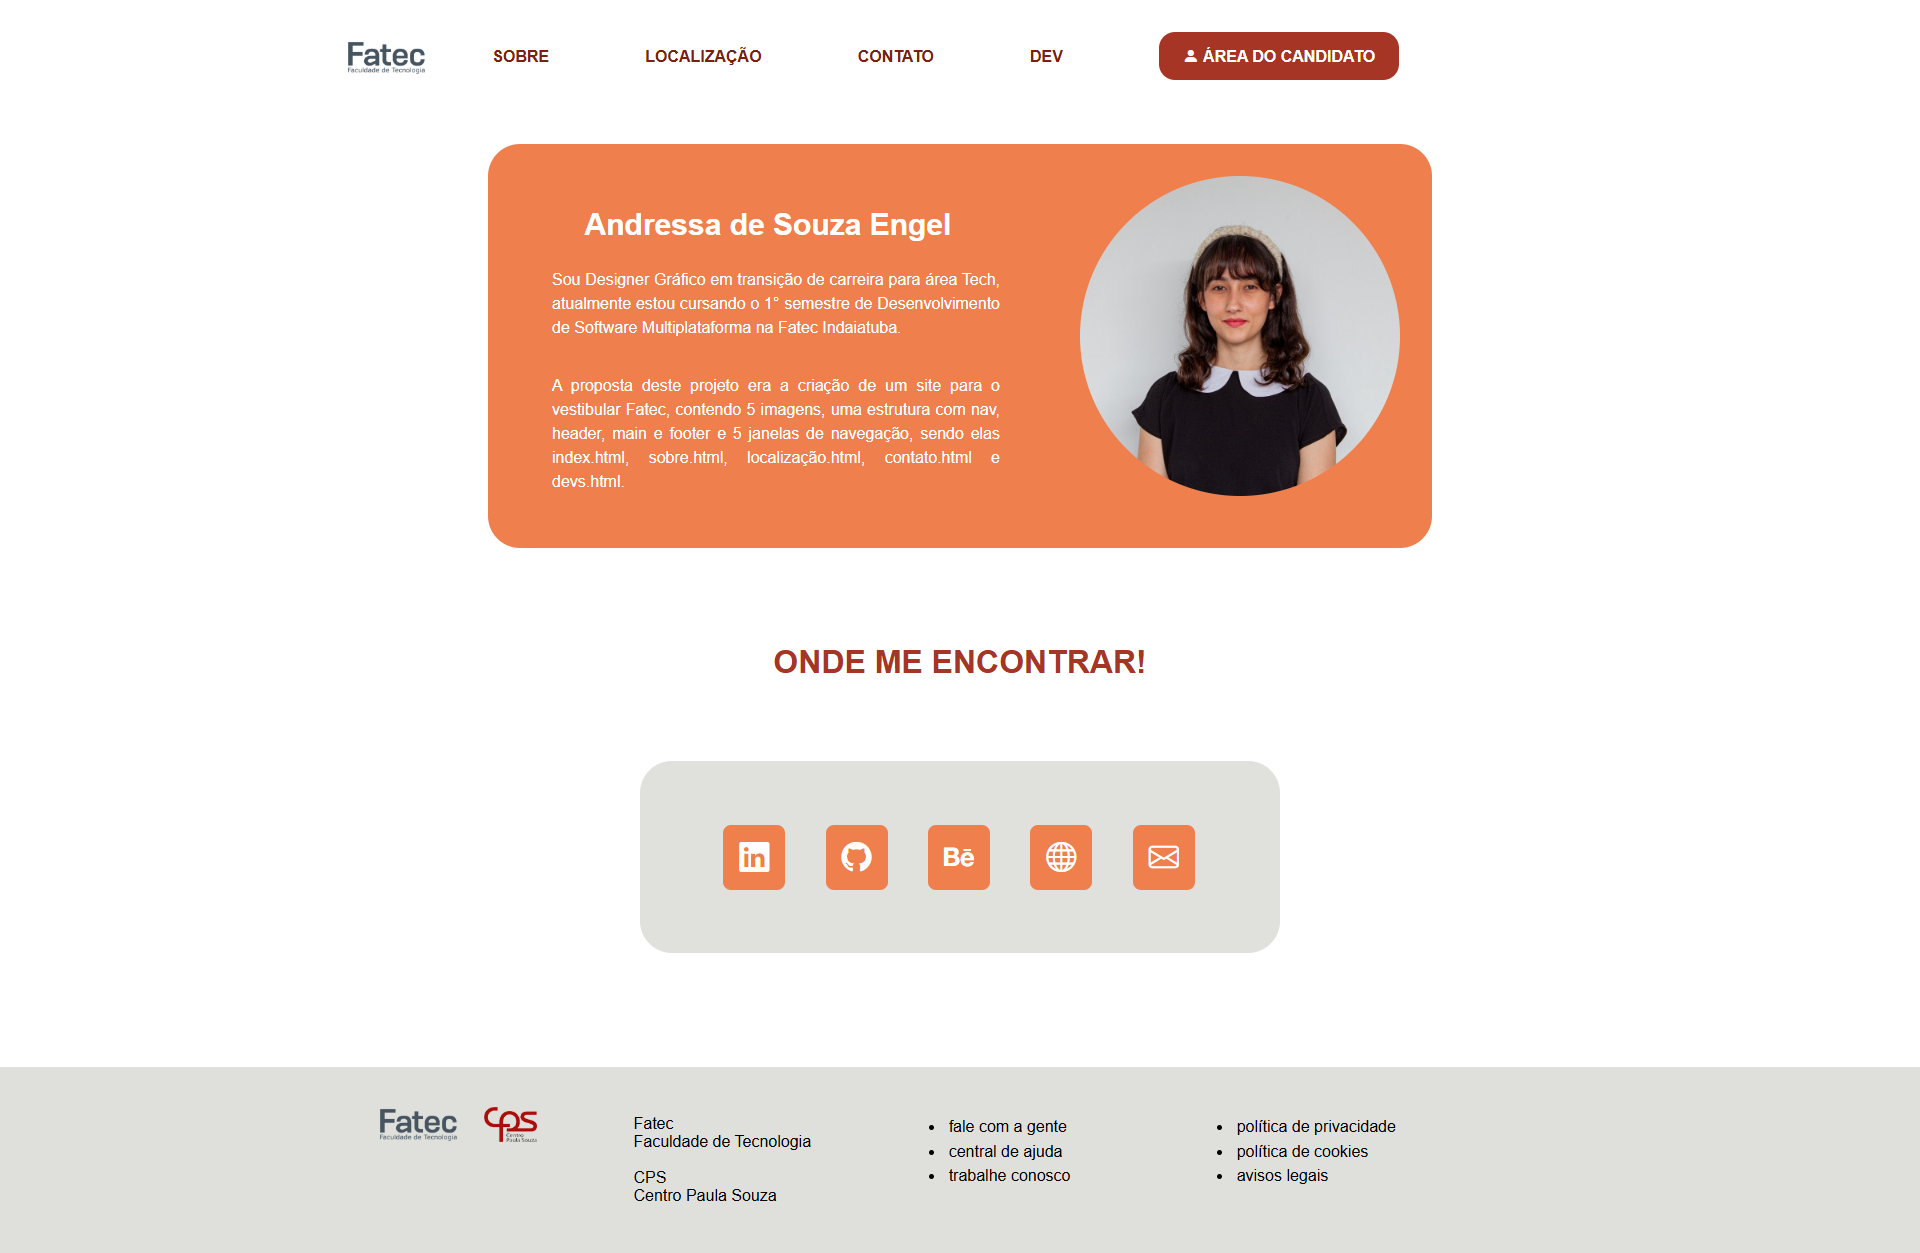 Fatec
Faculdade de Tecnologia
SOBRE
LOCALIZAÇÃO
CONTATO
DEV
ÁREA DO CANDIDATO
Andressa de Souza Engel
Sou Designer Gráfico em transição de carreira para área Tech,
atualmente estou cursando o 1° semestre de Desenvolvimento
de Software Multiplataforma na Fatec Indaiatuba.
A proposta deste projeto era a criação de um site para o
vestibular Fatec, contendo 5 imagens, uma estrutura com nav,
header, main e footer e 5 janelas de navegação, sendo elas
index.html, sobre.html, localização.html, contato.html e
devs.html.
ONDE ME ENCONTRAR!
in
Bē
Fatec
Faculdade de Tecnologia
cps
Centro
Paula Souza
Fatec
Faculdade de Tecnologia
CPS
Centro Paula Souza
fale com a gente
central de ajuda
trabalhe conosco
política de privacidade
política de cookies
avisos legais